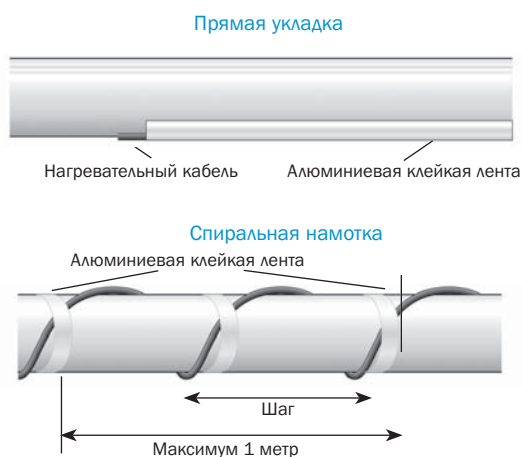 Прямая укладка
Нагревательный кабель
Алюминиевая клейкая лента
Спиральная намотка
Алюминиевая клейкая лента
Шаг
Максимум 1 метр